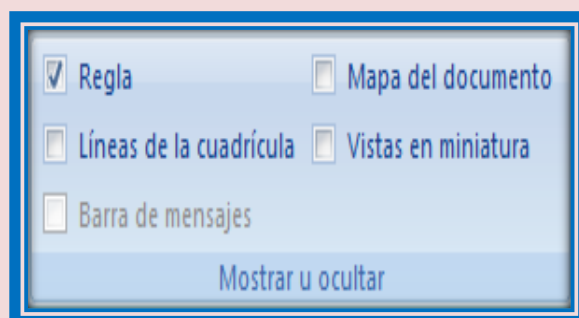 Regla Mapa del documento
Líneas de la cuadrícula Vistas en miniatura
Barra de mensajes
Mostrar u ocultar